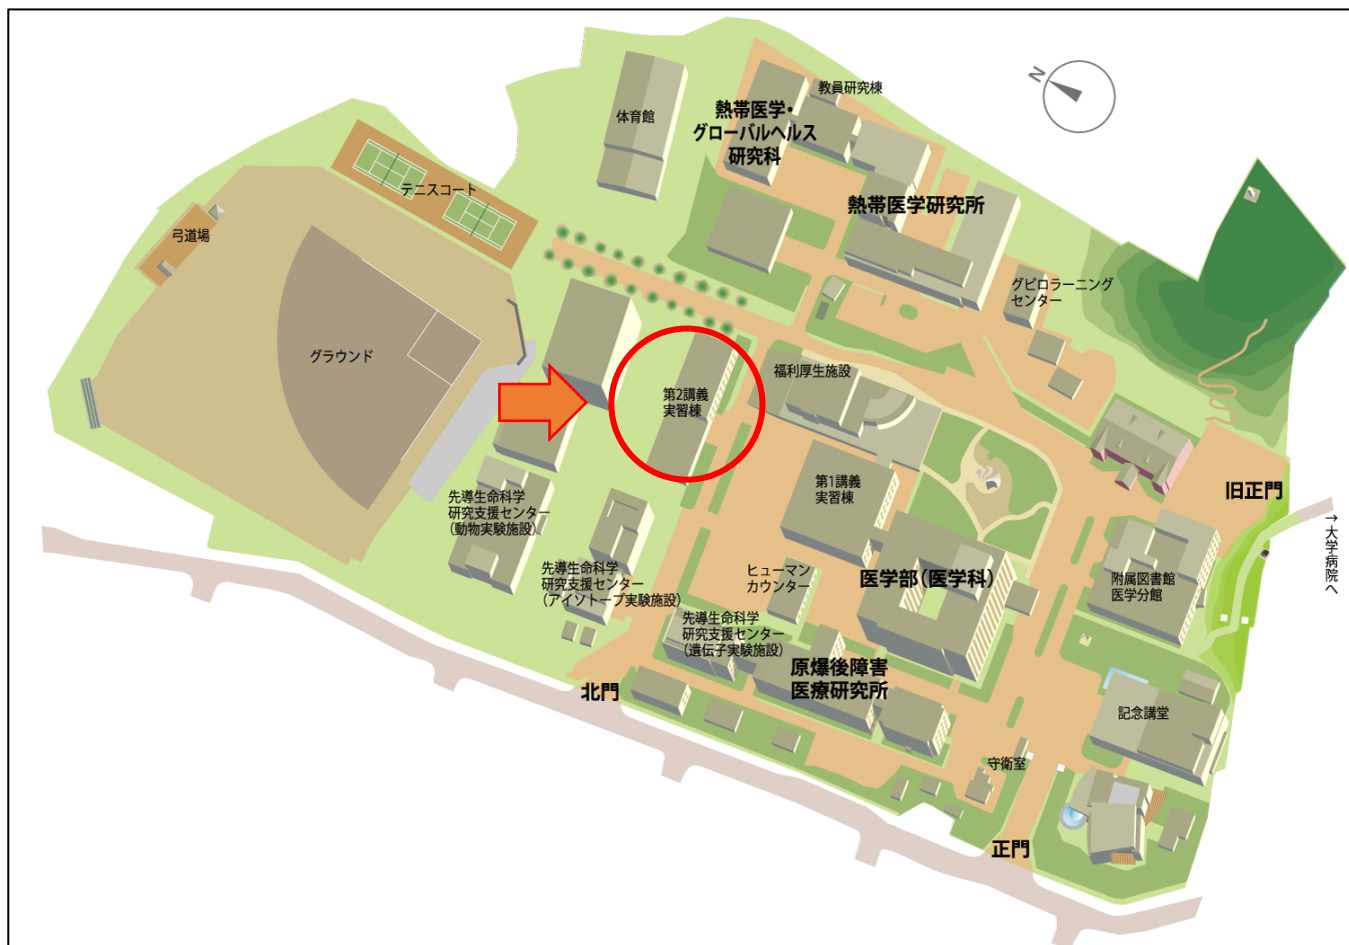 N
教員研究棟
体育館
熱帯医学・
グローバルヘルス
研究科
テニスコート
熱帯医学研究所
弓道場
グビロラーニング
センター
グラウンド
福利厚生施設
第2講義
実習棟
第1講義
実習棟
旧正門
先導生命科学
研究支援センター
(動物実験施設)
→大学病院へ
先導生命科学
研究支援センター
(アイソトープ実験施設)
ヒューマン
カウンター
医学部(医学科)
附属図書館
医学分館
先導生命科学
研究支援センター
(遺伝子実験施設)
原爆後障害
医療研究所
北門
記念講堂
守衛室
正門